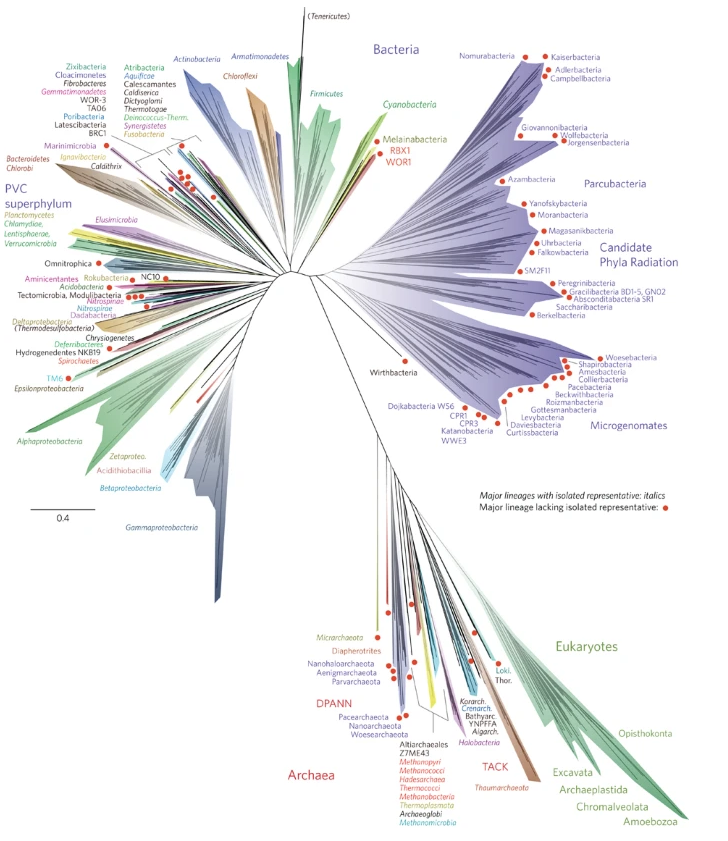 (Tenericutes)
Bacteria
Actinobacteria
Armatimonadetes
Chloroflexi
Firmicutes
Cyanobacteria
Melainabacteria
RBX1
WOR1
Zixibacteria
Cloacimonetes
Fibrobacteres
Gemmatimonadetes
WOR-3
TA06
Poribacteria
Latescibacteria
BRC1
Atribacteria
Aquificae
Calescamantes
Caldiserica
Dictyoglomi
Thermotogae
Deinococcus-Therm.
Synergistetes
Fusobacteria
Marinimicrobia
Ignavibacteria
Bacteroidetes
Chlorobi
Caldithrix
PVC
superphylum
Planctomycetes
Chlamydiae,
Lentisphaerae,
Verrucomicrobia
Elusimicrobia
Omnitrophica
Aminicentantes
Rokubacteria
NC10
Acidobacteria
Tectomicrobia, Modulibacteria
Nitrospinae
Nitrospirae
Dadabacteria
Deltaproteobacteria
(Thermodesulfobacteria)
Chrysiogenetes
Deferribacteres
Hydrogenedentes NKB19
Spirochaetes
TM6
Epsilonproteobacteria
Alphaproteobacteria
Zetaproteo.
Acidithiobacillia
Betaproteobacteria
Gammaproteobacteria
0.4
Nomurabacteria
Kaiserbacteria
Adlerbacteria
Campbellbacteria
Giovannonibacteria
Wolfebacteria
Jorgensenbacteria
Azambacteria
Parcubacteria
Yanofskybacteria
Moranbacteria
Magasanikbacteria
Uhrbacteria
Falkowbacteria
Candidate
Phyla Radiation
SM2F11
Peregrinibacteria
Gracilibacteria BD1-5, GN02
Absconditabacteria SR1
Saccharibacteria
Berkelbacteria
Wirthbacteria
Woesebacteria
Shapirobacteria
Amesbacteria
Collierbacteria
Pacebacteria
Beckwithbacteria
Roizmanbacteria
Gottesmanbacteria
Levybacteria
Daviesbacteria
Curtissbacteria
Microgenomates
Dojkabacteria WS6
CPR1
CPR3
Katanobacteria
WWE3
Major lineages with isolated representative: italics
Major lineage lacking isolated representative:
Micrarchaeota
Diapherotrites
Nanohaloarchaeota
Aenigmarchaeota
Parvarchaeota
DPANN
Pacearchaeota
Nanoarchaeota
Woesearchaeota
Archaea
Altiarchaeales
Z7ME43
Methanopyri
Methanococci
Hadesarchaea
Thermococci
Methanobacteria
Thermoplasmata
Archaeoglobi
Methanomicrobia
Halobacteria
Korarch.
Crenarch.
Bathyarc.
YNPFFA
Aigarch.
TACK
Thaumarchaeota
Loki.
Thor.
Eukaryotes
Opisthokonta
Excavata
Archaeplastida
Chromalveolata
Amoebozoa